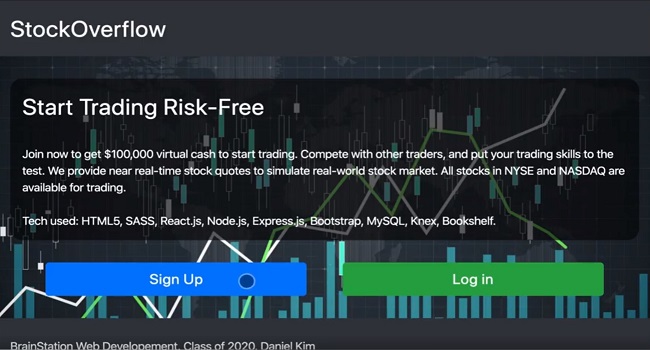 StockOverflow
Start Trading Risk-Free
Join now to get $100,000 virtual cash to start trading. Compete with other traders, and put your trading skills to the
test. We provide near real-time stock quotes to simulate real-world stock market. All stocks in NYSE and NASDAQ are
available for trading.
Tech used: HTML5, SASS, React.js, Node.js, Express.js, Bootstrap, MySQL, Knex, Bookshelf.
Sign Up
Log in
BrainStation Web Developement, Class of 2020, Daniel Kim